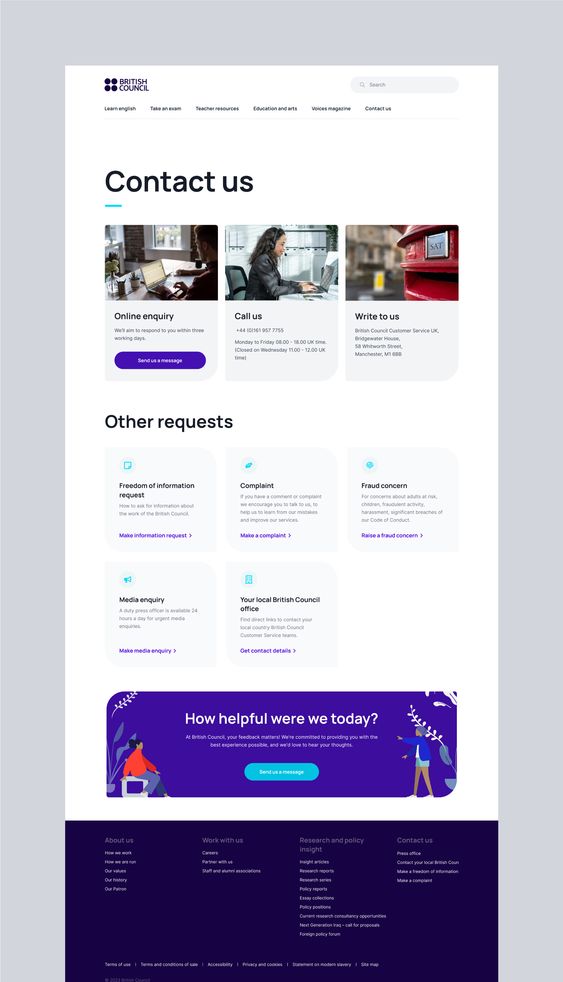 BRITISH
COUNCIL
Search
Learn english
Take an exam
Teacher resources
Education and arts
Voices magazine
Contact us
Contact us
SAT
Online enquiry
We'll aim to respond to you within three
working days.
Send us a message
Call us
+44 (0)161 957 7755
Monday to Friday 08.00 - 18.00 UK time.
(Closed on Wednesday 11.00 - 12.00 UK
time)
Write to us
British Council Customer Service UK,
Bridgewater House,
58 Whitworth Street,
Manchester, M1 6BB
Other requests
Freedom of information
request
How to ask for information about
the work of the British Council.
Make information request
Complaint
If you have a comment or complaint
we encourage you to talk to us, to
help us to learn from our mistakes
and improve our services.
Make a complaint
Fraud concern
For concerns about adults at risk,
children, fraudulent activity,
harassment, significant breaches of
our Code of Conduct.
Raise a fraud concern
Media enquiry
A duty press officer is available 24
hours a day for urgent media
enquiries.
Make media enquiry
Your local British Council
office
Find direct links to contact your
local country British Council
Customer Service teams.
Get contact details
How helpful were we today?
At British Council, your feedback matters! We're committed to providing you with the
best experience possible, and we'd love to hear your thoughts.
Send us a message
About us
How we work
How we are run
Our values
Our history
Our Patron
Work with us
Careers
Partner with us
Staff and alumni associations
Research and policy
insight
Insight articles
Research reports
Research series
Policy reports
Essay collections
Policy positions
Current research consultancy opportunities
Next Generation Iraq – call for proposals
Foreign policy forum
Contact us
Press office
Contact your local British Coun
Make a freedom of information
Make a complaint
Terms of use | Terms and conditions of sale | Accessibility | Privacy and cookies | Statement on modern slavery | Site map
© 2023 British Council